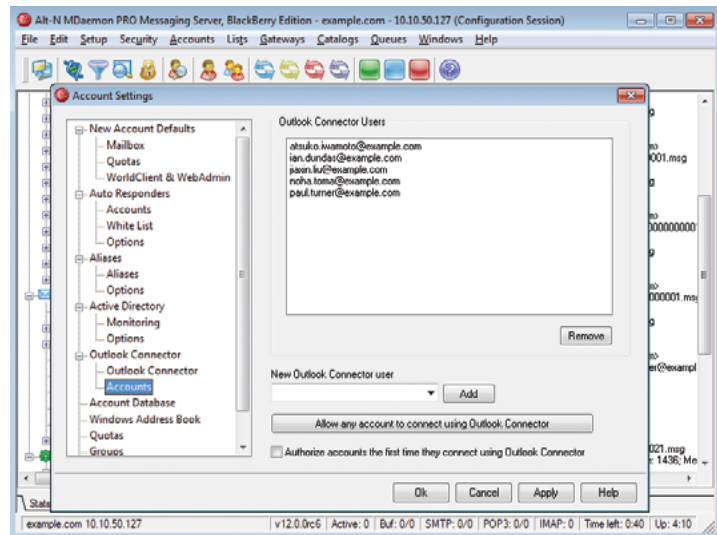 Alt-N MDaemon PRO Messaging Server, BlackBerry Edition - example.com - 10.10.50.127 (Configuration Session)
File Edit Setup Security Accounts Lists Gateways Catalogs Queues Windows Help
Account Settings
New Account Defaults
Mailbox
Quotas
WorldClient & WebAdmin
Auto Responders
Accounts
White List
Options
Aliases
Aliases
Options
Active Directory
Monitoring
Options
Outlook Connector
Outlook Connector
Accounts
Account Database
Windows Address Book
Quotas
Groups
Outlook Connector Users
atsuko.iwamoto@example.com
ian.dundas@example.com
jiaxin.liu@example.com
noha.toma@example.com
paul.turner@example.com
Remove
New Outlook Connector user
Add
Allow any account to connect using Outlook Connector
Authorize accounts the first time they connect using Outlook Connector
Ok Cancel Apply Help
001.msg
000000000
000001.msg
er@exampl
021.msg
: 1436; Me
Stats
example.com 10.10.50.127 v12.0.0rc6 Active: 0 Buf: 0/0 SMTP: 0/0 POP3: 0/0 IMAP: 0 Time left: 0:40 Up: 4:10